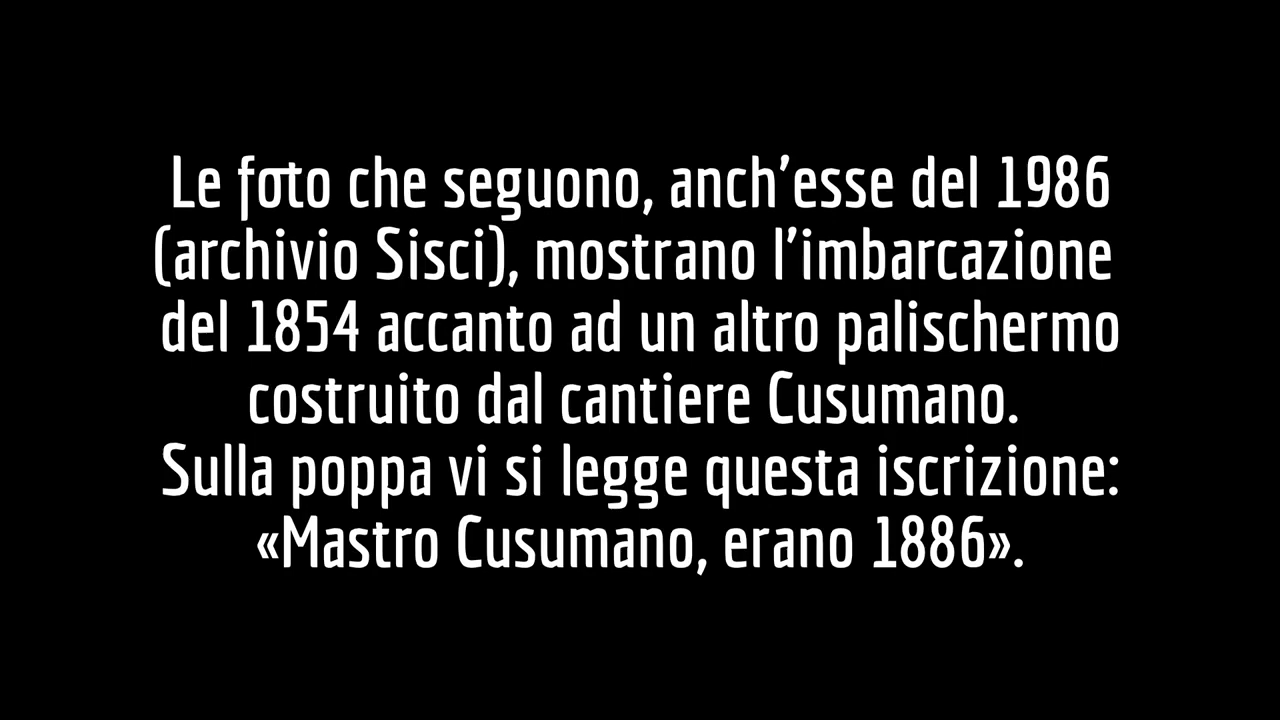 Le foto che seguono, anch'esse del 1986
(archivio Sisci), mostrano l'imbarcazione
del 1854 accanto ad un altro palischermo
costruito dal cantiere Cusumano.
Sulla poppa vi si legge questa iscrizione:
«Mastro Cusumano, erano 1886».